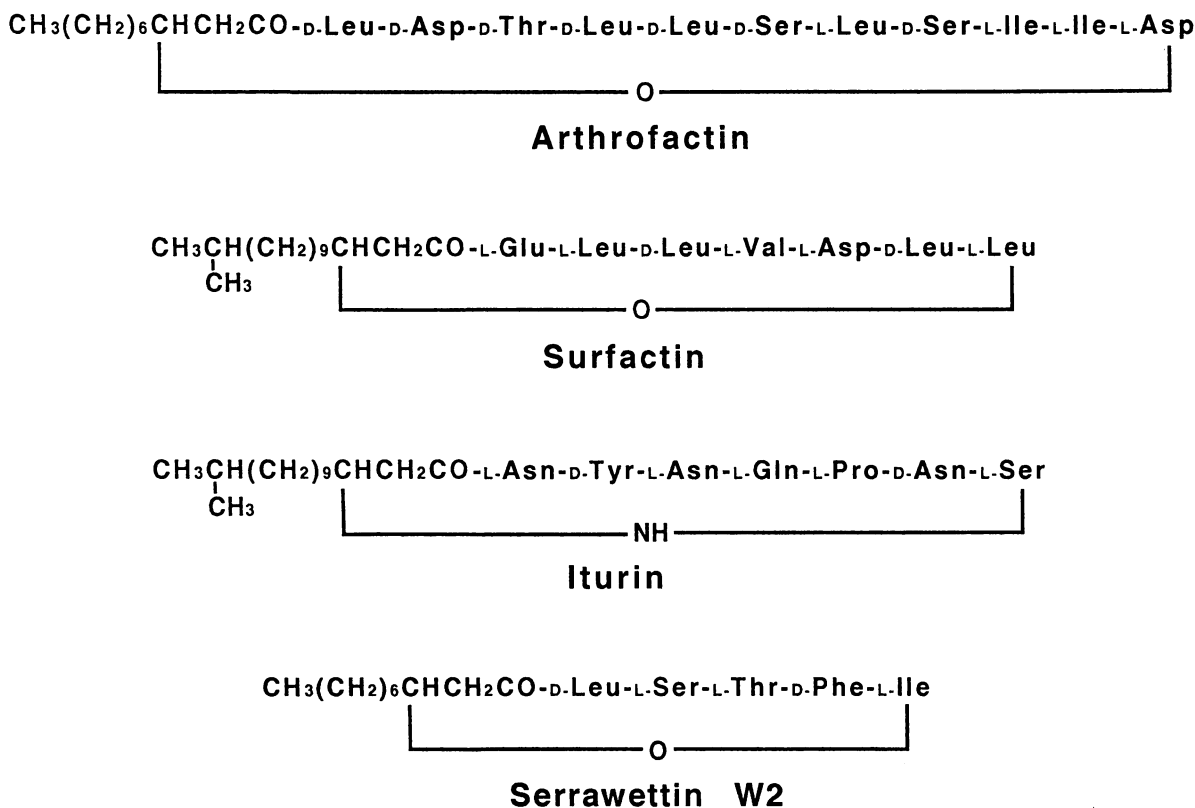 CH₃(CH₂)₆CHCH₂CO-D-Leu-D-Asp-D-Thr-D-Leu-D-Leu-D-Ser-L-Leu-D-Ser-L-Ile-L-Ile-L-Asp
O
Arthrofactin
CH₃CH(CH₂)₉CHCH₂CO-L-Glu-L-Leu-D-Leu-L-Val-L-Asp-D-Leu-L-Leu
CH₃
O
Surfactin
CH₃CH(CH₂)₉CHCH₂CO-L-Asn-D-Tyr-L-Asn-L-Gln-L-Pro-D-Asn-L-Ser
CH₃
NH
Iturin
CH₃(CH₂)₆CHCH₂CO-D-Leu-L-Ser-L-Thr-D-Phe-L-Ile
O
Serrawettin W2